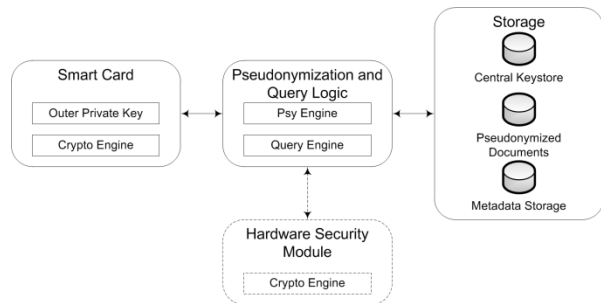 Smart Card
Outer Private Key
Crypto Engine
Pseudonymization and
Query Logic
Psy Engine
Query Engine
Storage
Central Keystore
Pseudonymized
Documents
Metadata Storage
Hardware Security
Module
Crypto Engine